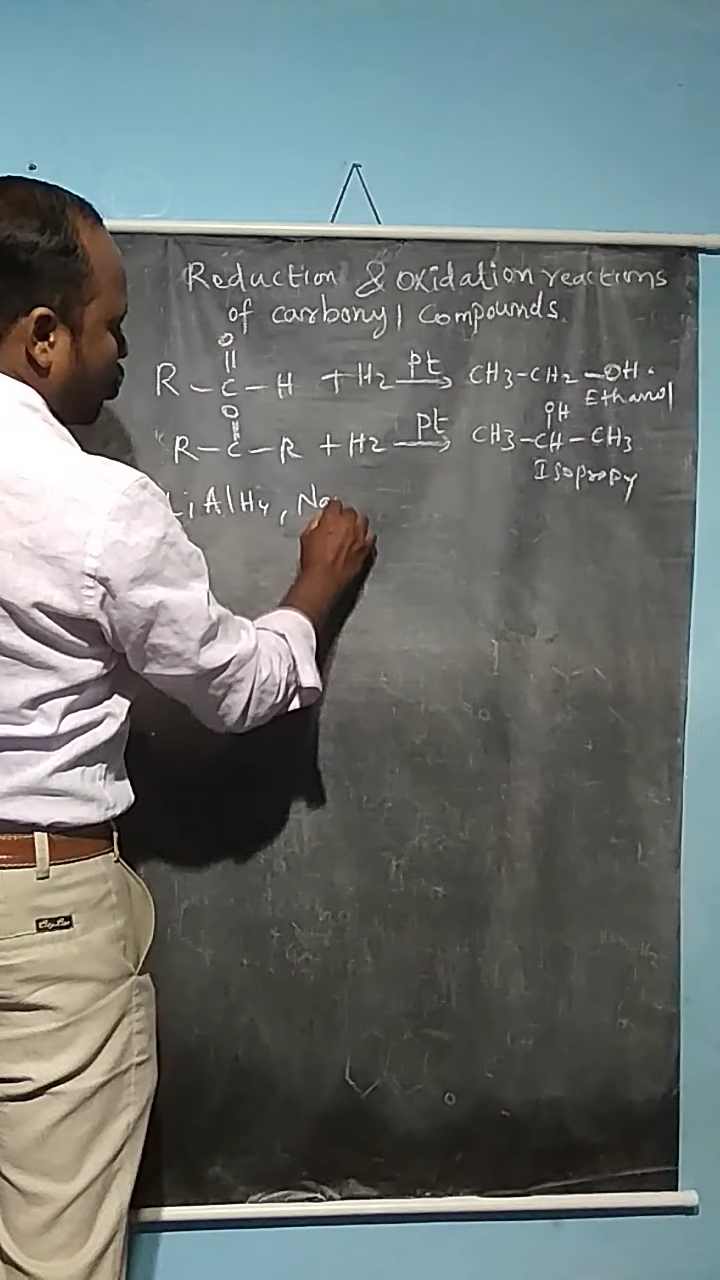 Reduction & oxidation reactions
of carbonyl compounds.
O
||
R - C - H + H2 Pt → CH3-CH2-OH.
Ethanol
O OH
R - C - R + H2 Pt → CH3-CH-CH3
Isopropy
LiAlH4, Na